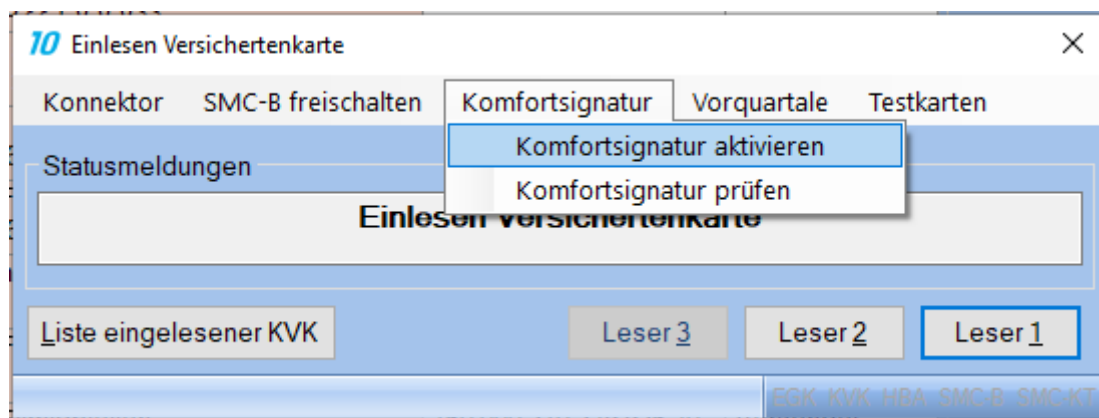 10 Einlesen Versichertenkarte
Konnektor SMC-B freischalten Komfortsignatur Vorquartale Testkarten
Komfortsignatur aktivieren
Statusmeldungen
Komfortsignatur prüfen
Einlesen Versichertenkarte
Liste eingelesener KVK Leser 3 Leser 2 Leser 1
EGK, KVK, HBA, SMC-B, SMC-KT